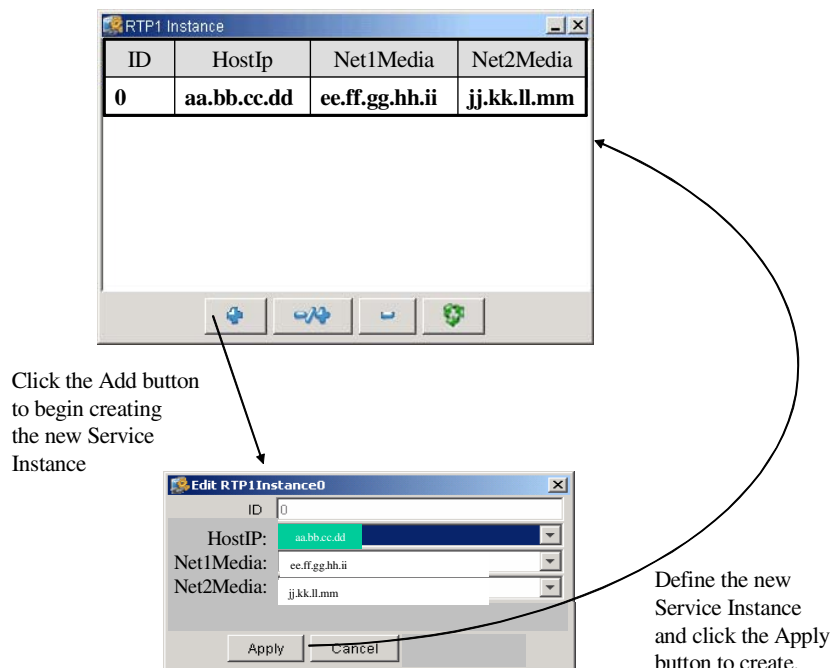 RTP1 Instance
ID HostIp Net1Media Net2Media
0 aa.bb.cc.dd ee.ff.gg.hh.ii jj.kk.ll.mm
Click the Add button
to begin creating
the new Service
Instance
Edit RTP1Instance0
ID 0
HostIP: aa.bb.cc.dd
Net1Media: ee.ff.gg.hh.ii
Net2Media: jj.kk.ll.mm
Apply Cancel
Define the new
Service Instance
and click the Apply
button to create.